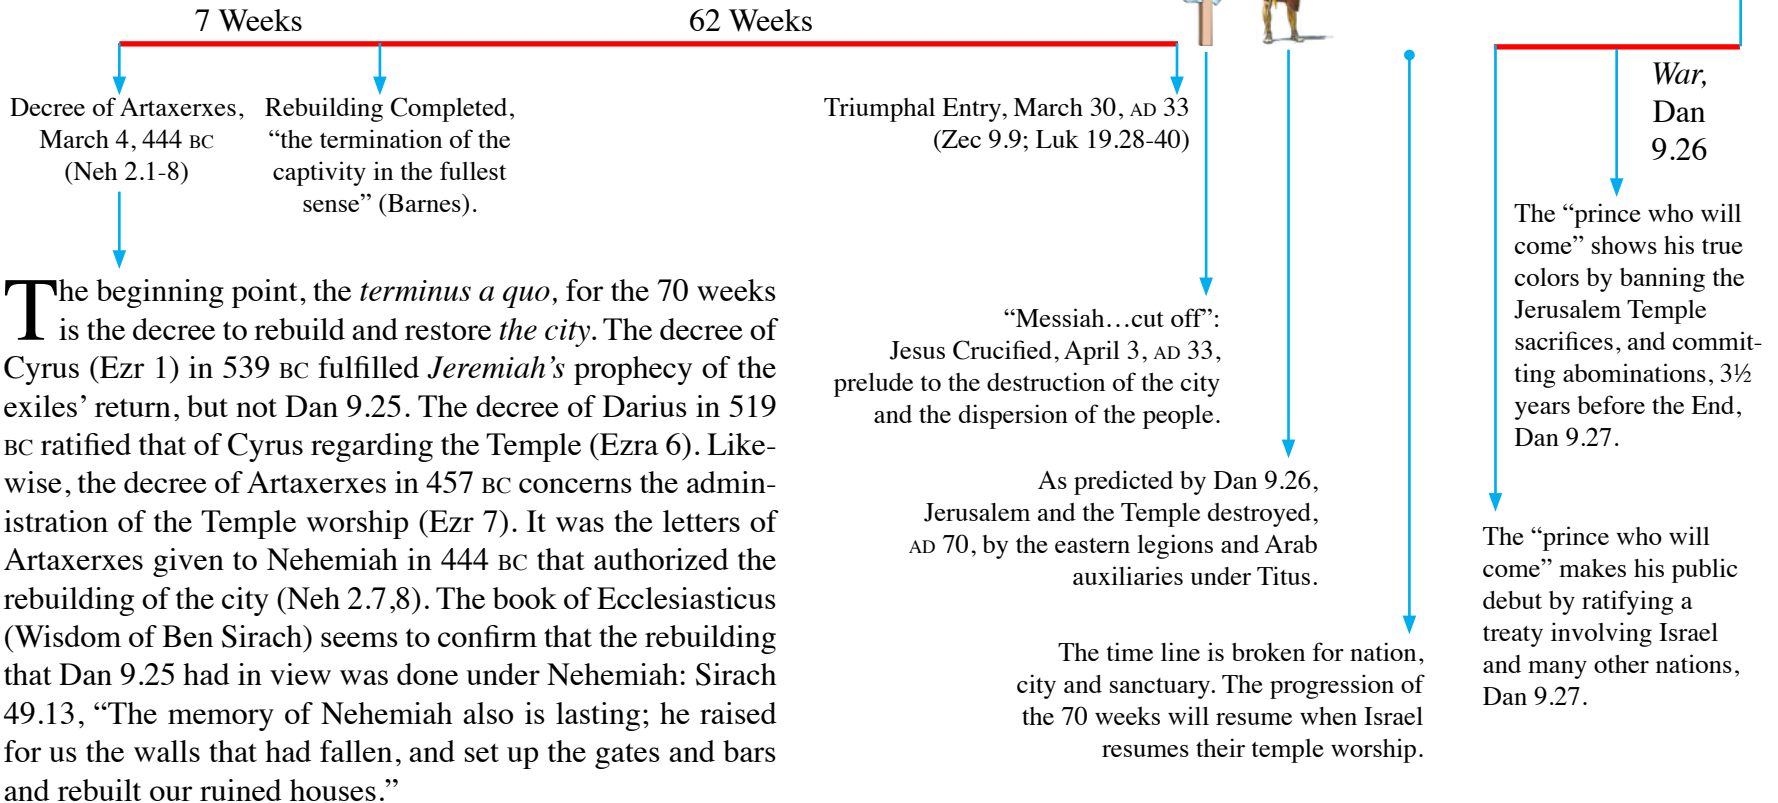 7 Weeks
62 Weeks
Decree of Artaxerxes,
March 4, 444 BC
(Neh 2.1-8)
Rebuilding Completed,
“the termination of the
captivity in the fullest
sense” (Barnes).
Triumphal Entry, March 30, AD 33
(Zec 9.9; Luk 19.28-40)
War,
Dan
9.26
The beginning point, the terminus a quo, for the 70 weeks
is the decree to rebuild and restore the city. The decree of
Cyrus (Ezr 1) in 539 BC fulfilled Jeremiah’s prophecy of the
exiles’ return, but not Dan 9.25. The decree of Darius in 519
BC ratified that of Cyrus regarding the Temple (Ezra 6). Like-
wise, the decree of Artaxerxes in 457 BC concerns the admin-
istration of the Temple worship (Ezr 7). It was the letters of
Artaxerxes given to Nehemiah in 444 BC that authorized the
rebuilding of the city (Neh 2.7,8). The book of Ecclesiasticus
(Wisdom of Ben Sirach) seems to confirm that the rebuilding
that Dan 9.25 had in view was done under Nehemiah: Sirach
49.13, “The memory of Nehemiah also is lasting; he raised
for us the walls that had fallen, and set up the gates and bars
and rebuilt our ruined houses.”
“Messiah…cut off”:
Jesus Crucified, April 3, AD 33,
prelude to the destruction of the city
and the dispersion of the people.
As predicted by Dan 9.26,
Jerusalem and the Temple destroyed,
AD 70, by the eastern legions and Arab
auxiliaries under Titus.
The time line is broken for nation,
city and sanctuary. The progression of
the 70 weeks will resume when Israel
resumes their temple worship.
The “prince who will
come” shows his true
colors by banning the
Jerusalem Temple
sacrifices, and commit-
ting abominations, 3½
years before the End,
Dan 9.27.
The “prince who will
come” makes his public
debut by ratifying a
treaty involving Israel
and many other nations,
Dan 9.27.